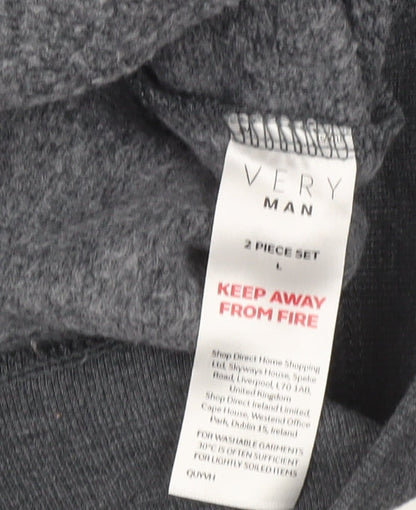 VERY
MAN
2 PIECE SET
L
KEEP AWAY
FROM FIRE
Shop Direct Home Shopping
Ltd, Skyways House, Speke
Road, Liverpool, L70 1AB,
United Kingdom
Shop Direct Ireland Limited,
Cape House, Westend Office
Park, Dublin 15, Ireland
FOR WASHABLE GARMENTS
30°C IS OFTEN SUFFICIENT
FOR LIGHTLY SOILED ITEMS
QUWH